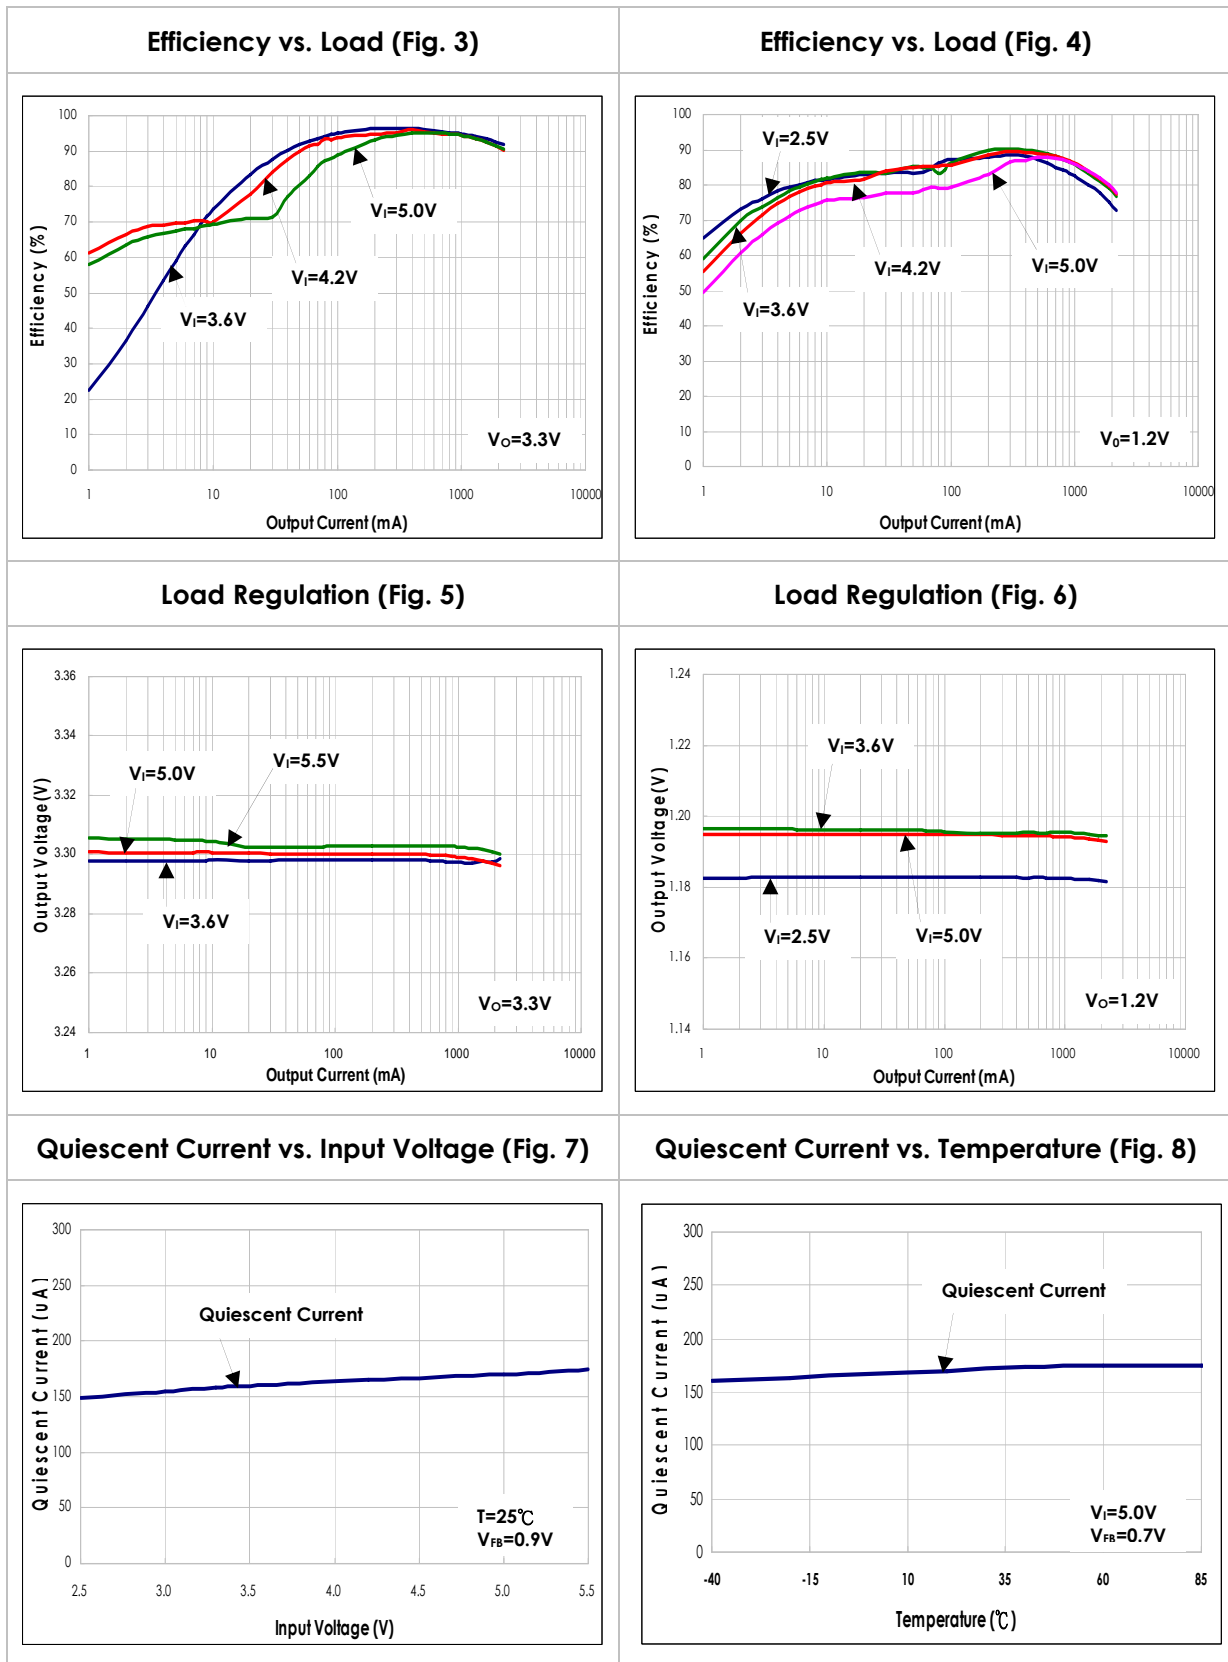 Efficiency vs. Load (Fig. 3)
Efficiency vs. Load (Fig. 4)
100
90
80
70
60
50
40
30
20
10
0
Efficiency (%)
VI=5.0V
VI=4.2V
VI=3.6V
VO=3.3V
1
10
100
1000
10000
Output Current (mA)
100
90
80
70
60
50
40
30
20
10
0
Efficiency (%)
VI=2.5V
VI=4.2V
VI=5.0V
VI=3.6V
V0=1.2V
1
10
100
1000
10000
Output Current (mA)
Load Regulation (Fig. 5)
Load Regulation (Fig. 6)
3.36
3.34
3.32
3.30
3.28
3.26
3.24
Output Voltage(V)
VI=5.5V
VI=5.0V
VI=3.6V
VO=3.3V
1
10
100
1000
10000
Output Current (mA)
1.24
1.22
1.20
1.18
1.16
1.14
Output Voltage(V)
VI=3.6V
VI=2.5V
VI=5.0V
VO=1.2V
1
10
100
1000
10000
Output Current (mA)
Quiescent Current vs. Input Voltage (Fig. 7)
Quiescent Current vs. Temperature (Fig. 8)
300
250
200
150
100
50
0
Quiescent Current (uA)
Quiescent Current
T=25℃
VFB=0.9V
2.5
3.0
3.5
4.0
4.5
5.0
5.5
Input Voltage (V)
300
250
200
150
100
50
0
Quiescent Current (uA)
Quiescent Current
VI=5.0V
VFB=0.7V
-40
-15
10
35
60
85
Temperature (℃)